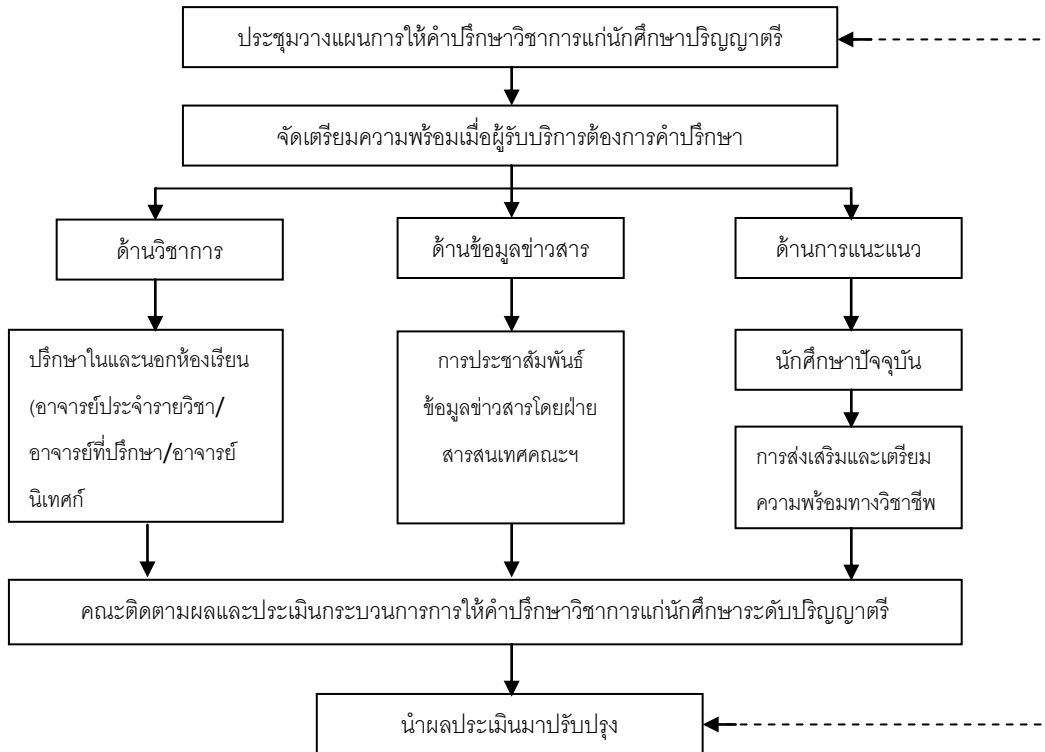 ประชุมวางแผนการให้คำปรึกษาวิชาการแก่นักศึกษาปริญญาตรี
จัดเตรียมความพร้อมเมื่อผู้รับบริการต้องการคำปรึกษา
ด้านวิชาการ
ด้านข้อมูลข่าวสาร
ด้านการแนะแนว
ปรึกษาในและนอกห้องเรียน
(อาจารย์ประจำรายวิชา/
อาจารย์ที่ปรึกษา/อาจารย์
นิเทศก์
การประชาสัมพันธ์
ข้อมูลข่าวสารโดยฝ่าย
สารสนเทศคณะฯ
นักศึกษาปัจจุบัน
การส่งเสริมและเตรียม
ความพร้อมทางวิชาชีพ
คณะติดตามผลและประเมินกระบวนการการให้คำปรึกษาวิชาการแก่นักศึกษาระดับปริญญาตรี
นำผลประเมินมาปรับปรุง